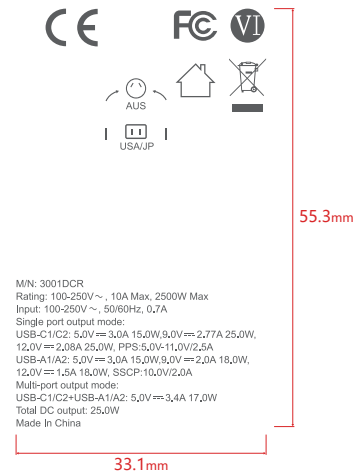 CE FC VI
AUS
USA/JP
55.3mm
M/N: 3001DCR
Rating: 100-250V～, 10A Max, 2500W Max
Input: 100-250V～, 50/60Hz, 0.7A
Single port output mode:
USB-C1/C2: 5.0V⎓3.0A 15.0W,9.0V⎓2.77A 25.0W,
12.0V⎓2.08A 25.0W, PPS:5.0V-11.0V/2.5A
USB-A1/A2: 5.0V⎓3.0A 15.0W,9.0V⎓2.0A 18.0W,
12.0V⎓1.5A 18.0W, SSCP:10.0V/2.0A
Multi-port output mode:
USB-C1/C2+USB-A1/A2: 5.0V⎓3.4A 17.0W
Total DC output: 25.0W
Made In China
33.1mm